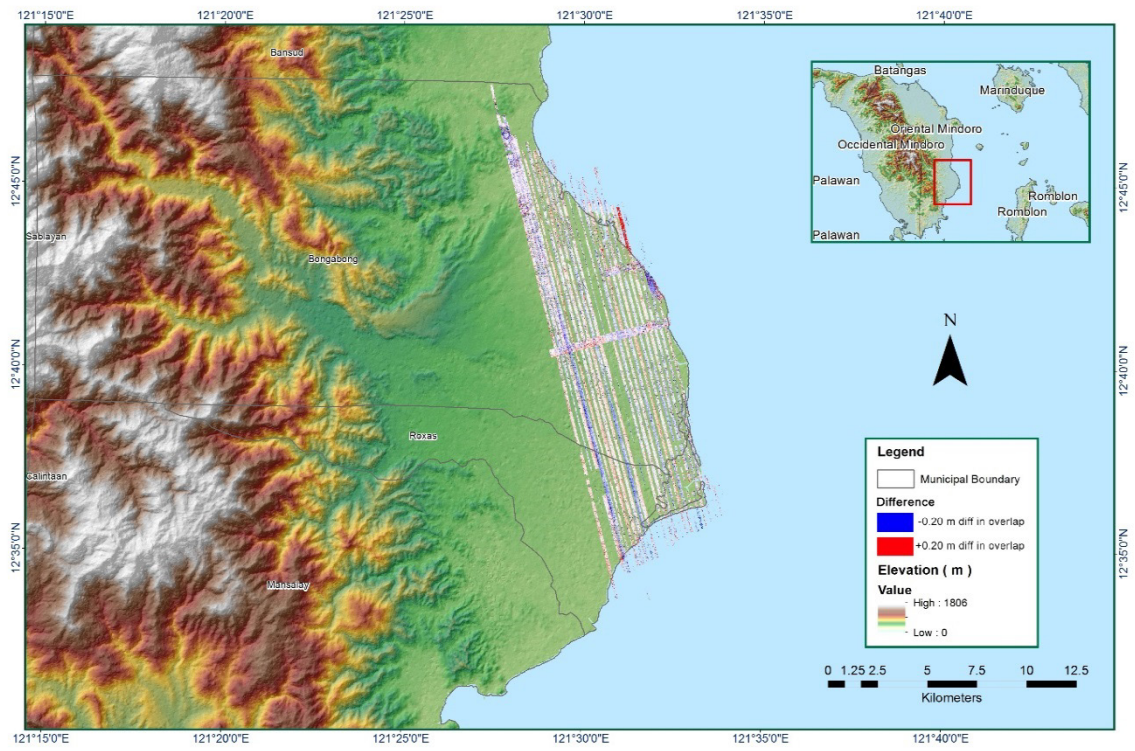 121°15'0"E 121°20'0"E 121°25'0"E 121°30'0"E 121°35'0"E 121°40'0"E
Bansud
Batangas
Marinduque
Oriental Mindoro
Occidental Mindoro
Palawan
Romblon
Romblon
Palawan
12°45'0"N
12°45'0"N
Sablayan
Bongabong
N
12°40'0"N
12°40'0"N
Roxas
Calintaan
Mansalay
12°35'0"N
12°35'0"N
Legend
Municipal Boundary
Difference
-0.20 m diff in overlap
+0.20 m diff in overlap
Elevation ( m )
Value
High : 1806
Low : 0
0 1.25 2.5 5 7.5 10 12.5
Kilometers
121°15'0"E 121°20'0"E 121°25'0"E 121°30'0"E 121°35'0"E 121°40'0"E